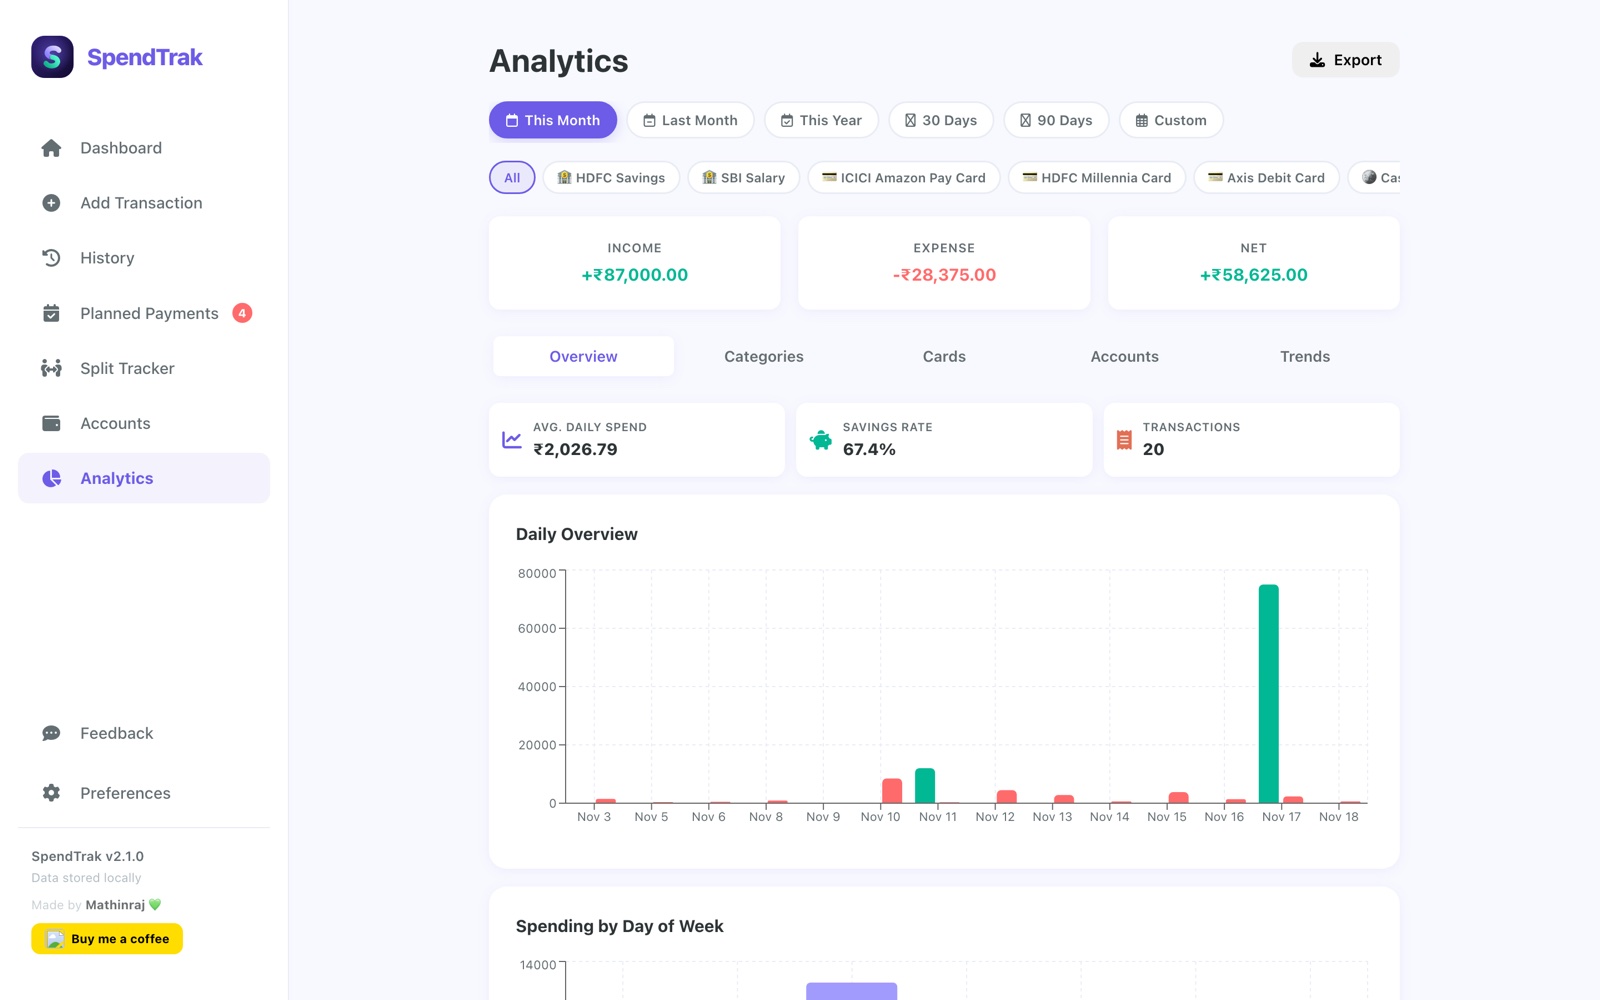 SpendTrak
Dashboard
Add Transaction
History
Planned Payments 4
Split Tracker
Accounts
Analytics
Feedback
Preferences
SpendTrak v2.1.0
Data stored locally
Made by Mathinraj 💚
Buy me a coffee
Analytics
Export
This Month
Last Month
This Year
30 Days
90 Days
Custom
All
🏦 HDFC Savings
🏦 SBI Salary
💳 ICICI Amazon Pay Card
💳 HDFC Millennia Card
💳 Axis Debit Card
INCOME
+₹87,000.00
EXPENSE
-₹28,375.00
NET
+₹58,625.00
Overview
Categories
Cards
Accounts
Trends
AVG. DAILY SPEND
₹2,026.79
SAVINGS RATE
67.4%
TRANSACTIONS
20
Daily Overview
80000
60000
40000
20000
0
Nov 3 Nov 5 Nov 6 Nov 8 Nov 9 Nov 10 Nov 11 Nov 12 Nov 13 Nov 14 Nov 15 Nov 16 Nov 17 Nov 18
Spending by Day of Week
14000